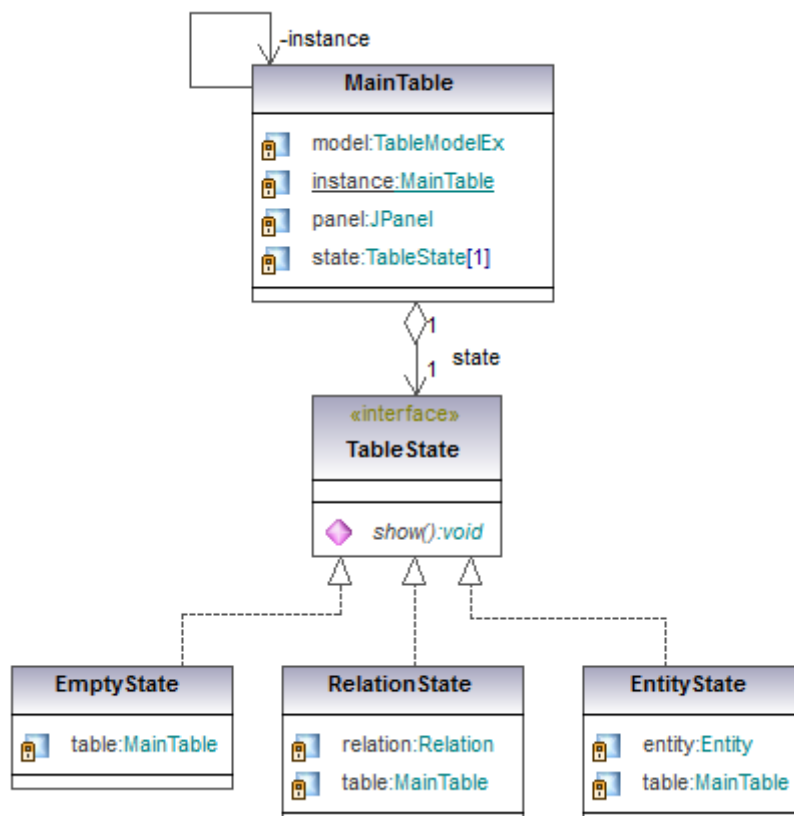 -instance
MainTable
model:TableModelEx
instance:MainTable
panel:JPanel
state:TableState[1]
1
state
1
«interface»
TableState
show():void
EmptyState
table:MainTable
RelationState
relation:Relation
table:MainTable
EntityState
entity:Entity
table:MainTable